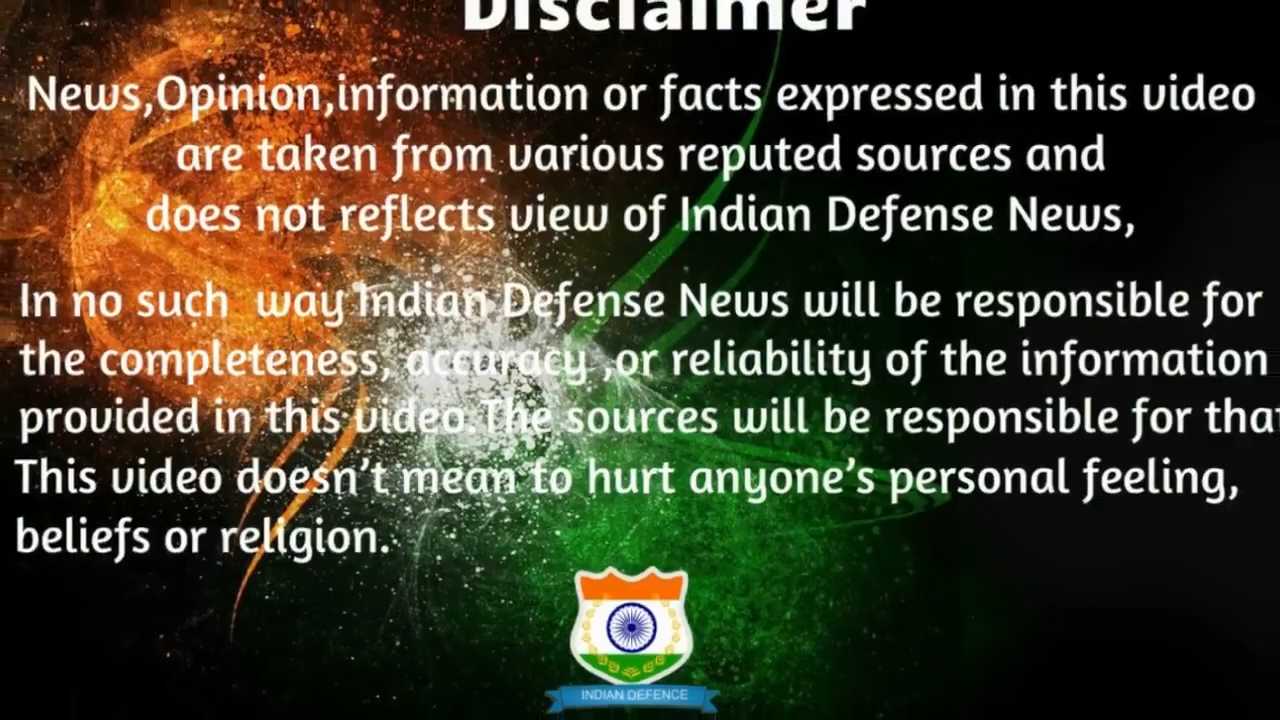 Disclaimer
News,Opinion,information or facts expressed in this video
are taken from various reputed sources and
does not reflects view of Indian Defense News,
In no such way Indian Defense News will be responsible for
the completeness, accuracy ,or reliability of the information
provided in this video.The sources will be responsible for that
This video doesn't mean to hurt anyone's personal feeling,
beliefs or religion.
INDIAN DEFENCE